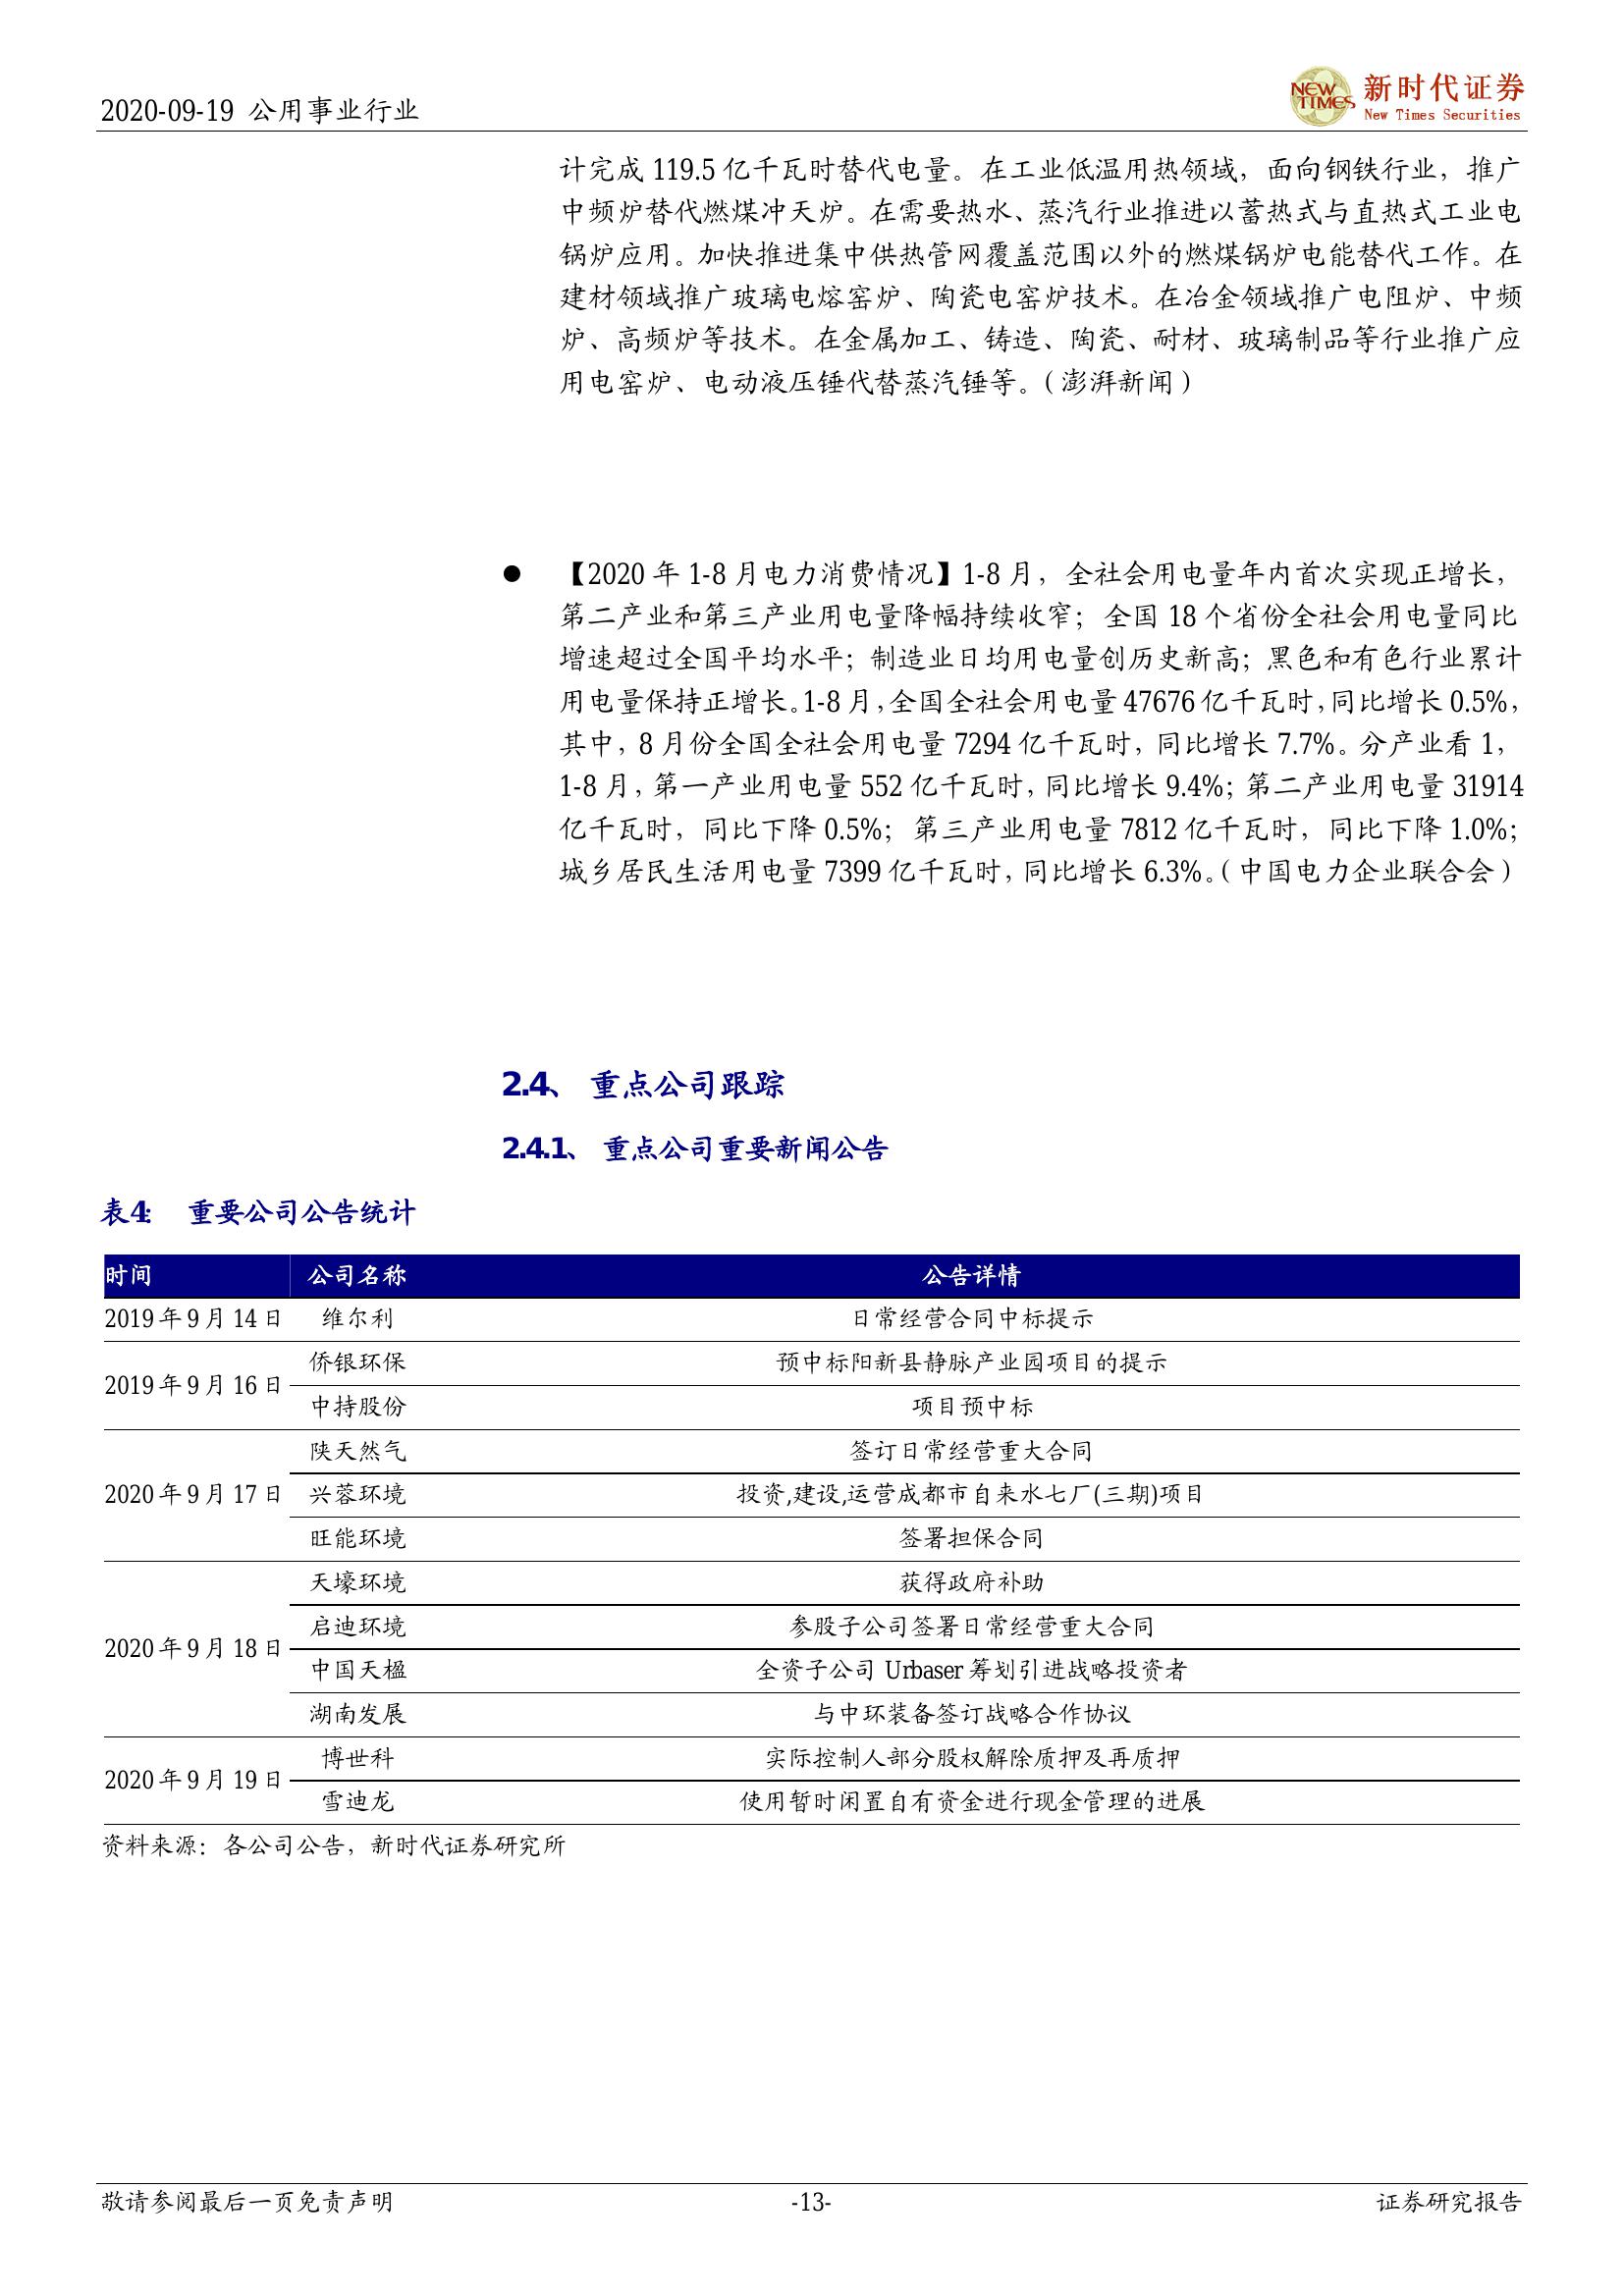 2020-09-19 公用事业行业
NEW TIMES
新时代证券
New Times Securities
计完成 119.5 亿千瓦时替代电量。在工业低温用热领域，面向钢铁行业，推广
中频炉替代燃煤冲天炉。在需要热水、蒸汽行业推进以蓄热式与直热式工业电
锅炉应用。加快推进集中供热管网覆盖范围以外的燃煤锅炉电能替代工作。在
建材领域推广玻璃电熔窑炉、陶瓷电窑炉技术。在冶金领域推广电阻炉、中频
炉、高频炉等技术。在金属加工、铸造、陶瓷、耐材、玻璃制品等行业推广应
用电窑炉、电动液压锤代替蒸汽锤等。（澎湃新闻）
● 【2020 年 1-8 月电力消费情况】1-8 月，全社会用电量年内首次实现正增长，
第二产业和第三产业用电量降幅持续收窄；全国 18 个省份全社会用电量同比
增速超过全国平均水平；制造业日均用电量创历史新高；黑色和有色行业累计
用电量保持正增长。1-8 月，全国全社会用电量 47676 亿千瓦时，同比增长 0.5%，
其中，8 月份全国全社会用电量 7294 亿千瓦时，同比增长 7.7%。分产业看 1，
1-8 月，第一产业用电量 552 亿千瓦时，同比增长 9.4%；第二产业用电量 31914
亿千瓦时，同比下降 0.5%；第三产业用电量 7812 亿千瓦时，同比下降 1.0%；
城乡居民生活用电量 7399 亿千瓦时，同比增长 6.3%。（中国电力企业联合会）
2.4、 重点公司跟踪
2.4.1、 重点公司重要新闻公告
表4： 重要公司公告统计
时间 公司名称 公告详情
2019 年 9 月 14 日 维尔利 日常经营合同中标提示
2019 年 9 月 16 日 侨银环保 预中标阳新县静脉产业园项目的提示
中持股份 项目预中标
2020 年 9 月 17 日 陕天然气 签订日常经营重大合同
兴蓉环境 投资,建设,运营成都市自来水七厂(三期)项目
旺能环境 签署担保合同
2020 年 9 月 18 日 天壕环境 获得政府补助
启迪环境 参股子公司签署日常经营重大合同
中国天楹 全资子公司 Urbaser 筹划引进战略投资者
湖南发展 与中环装备签订战略合作协议
2020 年 9 月 19 日 博世科 实际控制人部分股权解除质押及再质押
雪迪龙 使用暂时闲置自有资金进行现金管理的进展
资料来源：各公司公告，新时代证券研究所
敬请参阅最后一页免责声明 -13- 证券研究报告